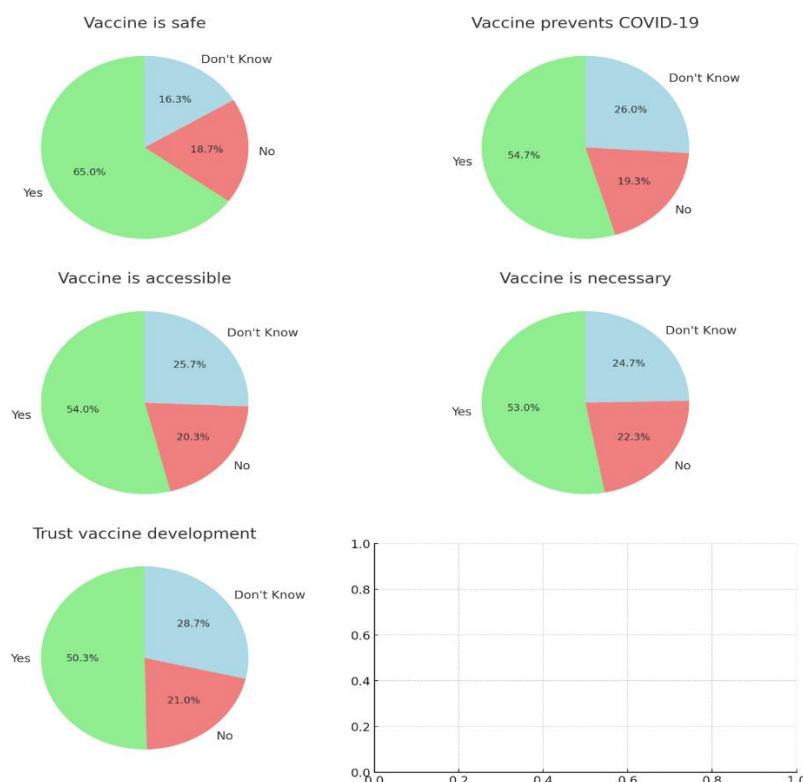 Vaccine is safe
Don't Know
16.3%
18.7%
No
65.0%
Yes
Vaccine prevents COVID-19
Don't Know
26.0%
Yes
54.7%
19.3%
No
Vaccine is accessible
Don't Know
25.7%
Yes
54.0%
20.3%
No
Vaccine is necessary
Don't Know
24.7%
Yes
53.0%
22.3%
No
Trust vaccine development
Don't Know
28.7%
Yes
50.3%
21.0%
No
1.0
0.8
0.6
0.4
0.2
0.0
0.0 0.2 0.4 0.6 0.8 1.0